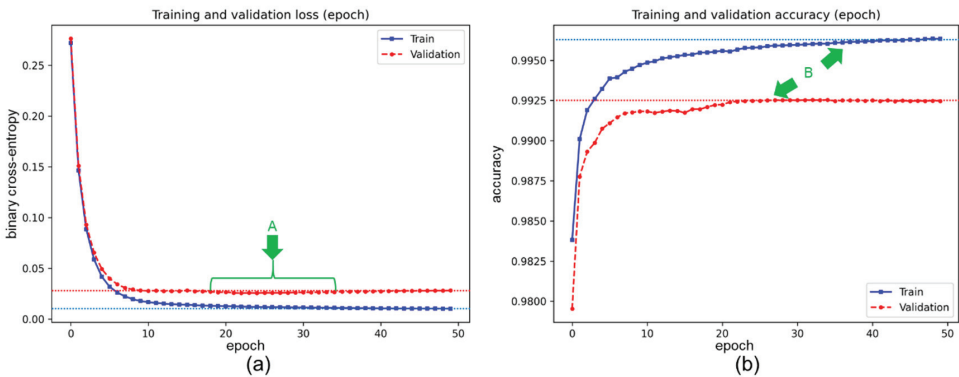 Training and validation loss (epoch)
binary cross-entropy
0.25
0.20
0.15
0.10
0.05
0.00
Train
Validation
A
0
10
20
30
40
50
epoch
(a)
Training and validation accuracy (epoch)
accuracy
0.9950
0.9925
0.9900
0.9875
0.9850
0.9825
0.9800
B
Train
Validation
0
10
20
30
40
50
epoch
(b)